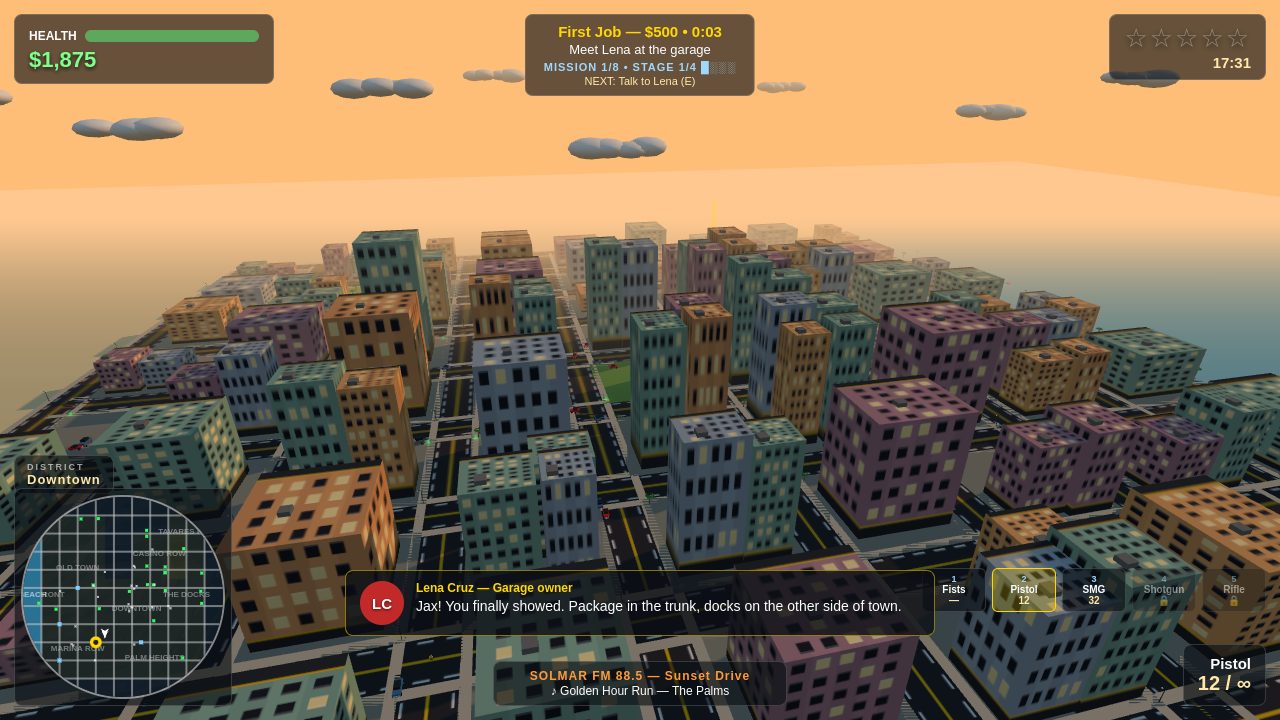 HEALTH
$1,875
First Job — $500 • 0:03
Meet Lena at the garage
MISSION 1/8 • STAGE 1/4
NEXT: Talk to Lena (E)
☆☆☆☆☆
17:31
DISTRICT
Downtown
TAVARES
CASINO ROW
OLD TOWN
THE DOCKS
DOWNTOWN
MARINA ROW
PALM HEIGHTS
LC
Lena Cruz — Garage owner
Jax! You finally showed. Package in the trunk, docks on the other side of town.
1
Fists
—
2
Pistol
12
3
SMG
32
4
Shotgun
🔒
5
Rifle
🔒
SOLMAR FM 88.5 — Sunset Drive
♪ Golden Hour Run — The Palms
Pistol
12 / ∞